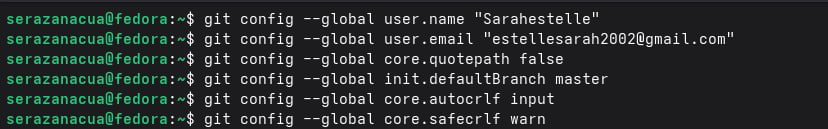 serazanacua@fedora:~$ git config --global user.name "Sarahestelle"
serazanacua@fedora:~$ git config --global user.email "estellesarah2002@gmail.com"
serazanacua@fedora:~$ git config --global core.quotepath false
serazanacua@fedora:~$ git config --global init.defaultBranch master
serazanacua@fedora:~$ git config --global core.autocrlf input
serazanacua@fedora:~$ git config --global core.safecrlf warn